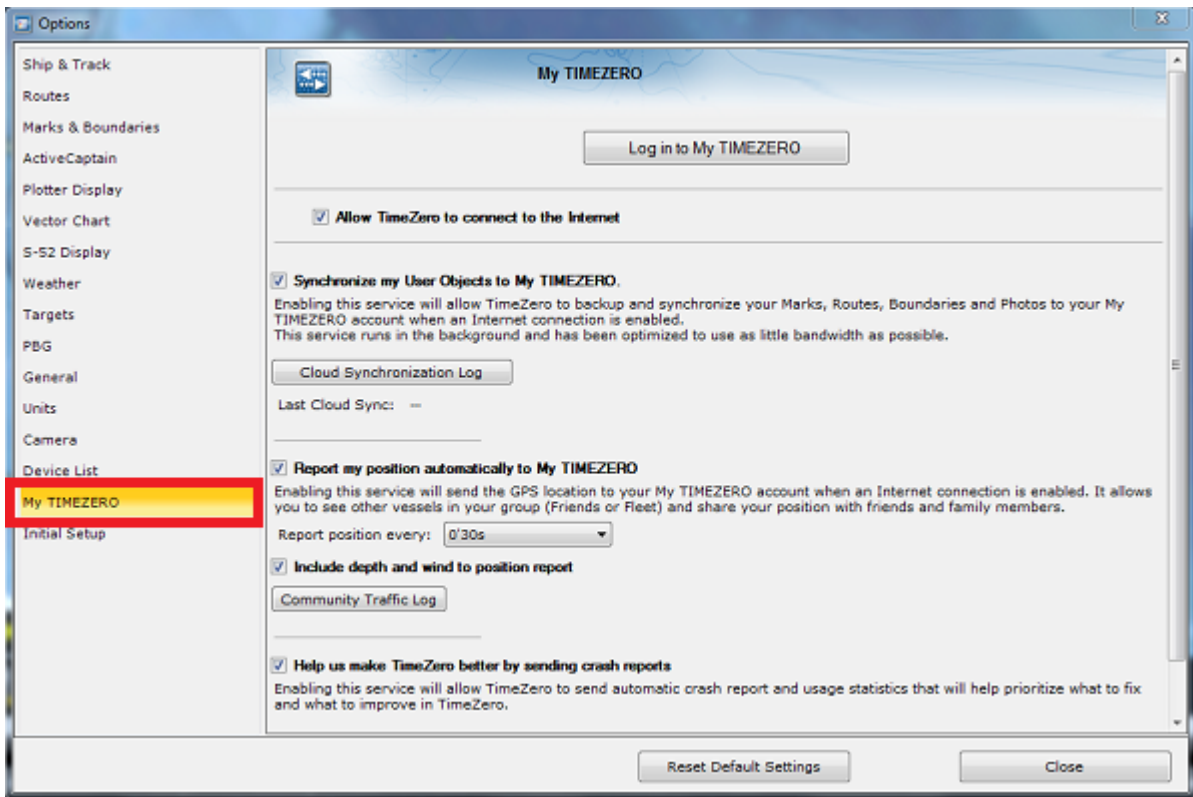 Options
Ship & Track
Routes
Marks & Boundaries
ActiveCaptain
Plotter Display
Vector Chart
S-52 Display
Weather
Targets
PBG
General
Units
Camera
Device List
My TIMEZERO
Initial Setup
My TIMEZERO
Log in to My TIMEZERO
Allow TimeZero to connect to the Internet
Synchronize my User Objects to My TIMEZERO.
Enabling this service will allow TimeZero to backup and synchronize your Marks, Routes, Boundaries and Photos to your My
TIMEZERO account when an Internet connection is enabled.
This service runs in the background and has been optimized to use as little bandwidth as possible.
Cloud Synchronization Log
Last Cloud Sync: --
Report my position automatically to My TIMEZERO
Enabling this service will send the GPS location to your My TIMEZERO account when an Internet connection is enabled. It allows
you to see other vessels in your group (Friends or Fleet) and share your position with friends and family members.
Report position every: 0'30s
Include depth and wind to position report
Community Traffic Log
Help us make TimeZero better by sending crash reports
Enabling this service will allow TimeZero to send automatic crash report and usage statistics that will help prioritize what to fix
and what to improve in TimeZero.
Reset Default Settings
Close